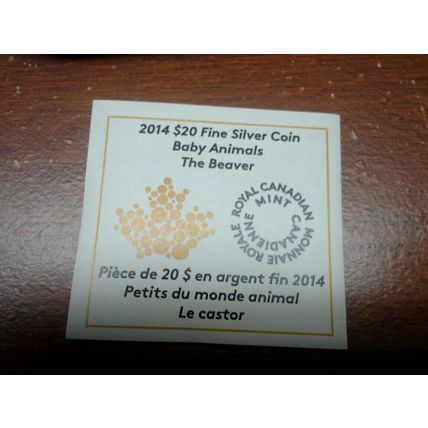 2014 $20 Fine Silver Coin
Baby Animals
The Beaver
ROYAL CANADIAN MINT
MONNAIE ROYALE CANADIENNE
Pièce de 20 $ en argent fin 2014
Petits du monde animal
Le castor